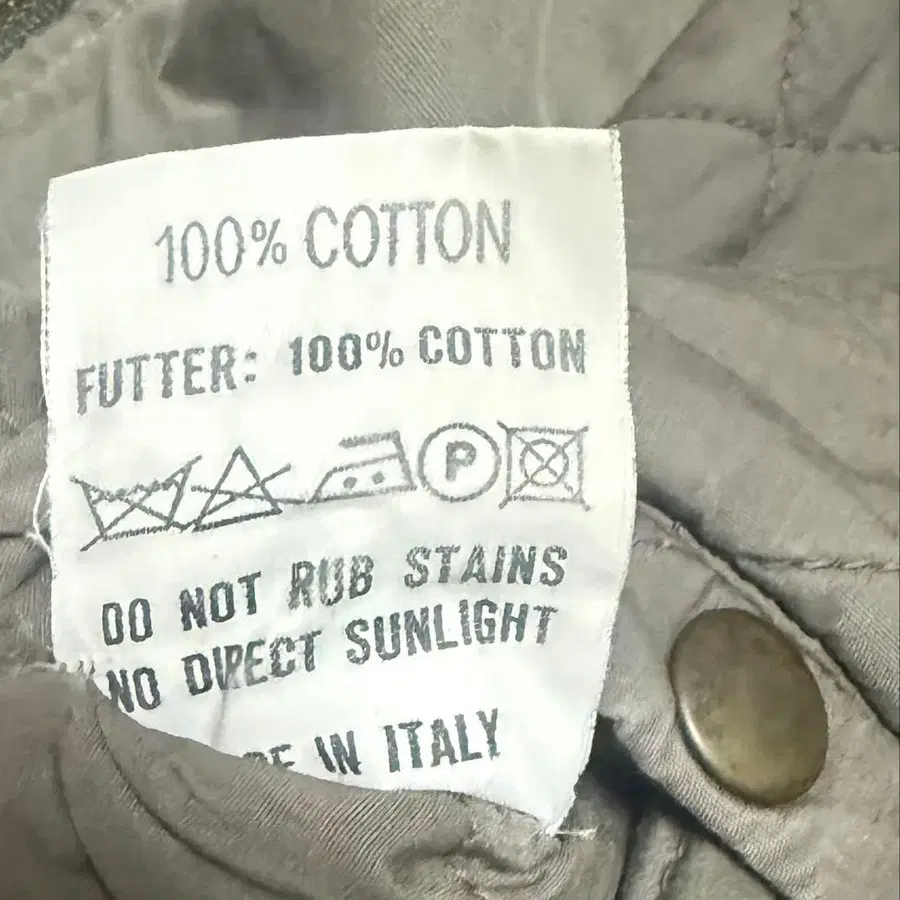 100% COTTON
FUTTER: 100% COTTON
P
DO NOT RUB STAINS
NO DIRECT SUNLIGHT
IN ITALY